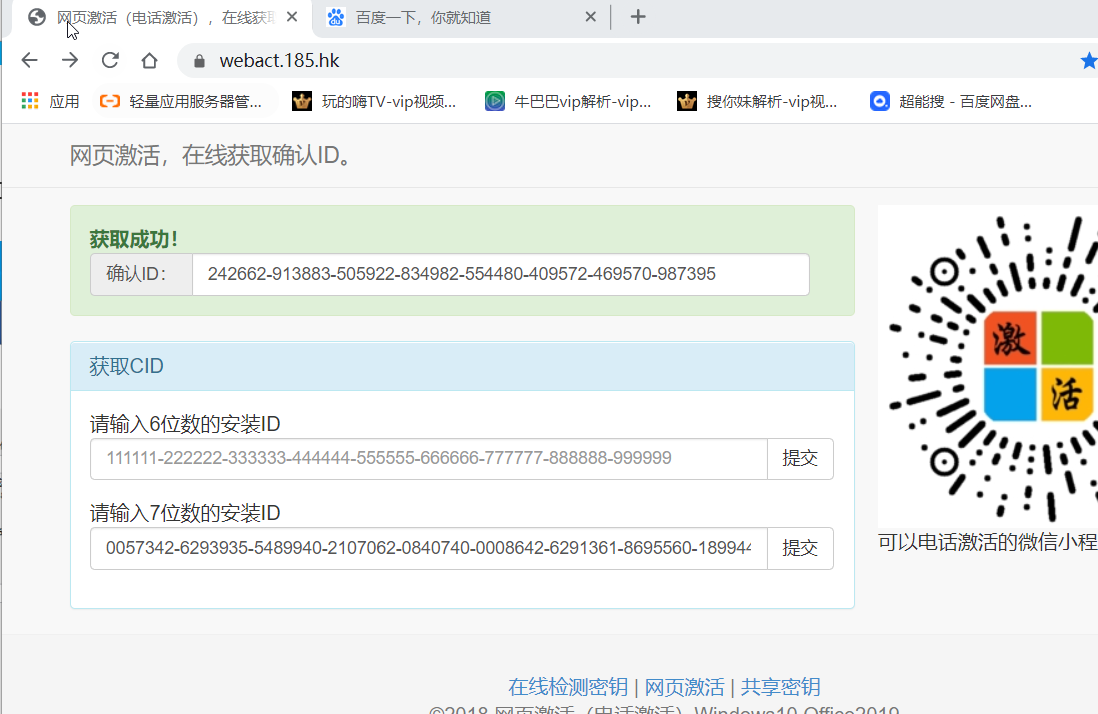 网页激活（电话激活），在线获
百度一下，你就知道
webact.185.hk
应用
轻量应用服务器管...
玩的嗨TV-vip视频...
牛巴巴vip解析-vip...
搜你妹解析-vip视...
超能搜 - 百度网盘...
网页激活，在线获取确认ID。
获取成功！
确认ID：
242662-913883-505922-834982-554480-409572-469570-987395
激
活
获取CID
请输入6位数的安装ID
111111-222222-333333-444444-555555-666666-777777-888888-999999
提交
请输入7位数的安装ID
0057342-6293935-5489940-2107062-0840740-0008642-6291361-8695560-189944
提交
可以电话激活的微信小程
在线检测密钥 | 网页激活 | 共享密钥
©2018 网页激活（电话激活）Windows10 Office2019